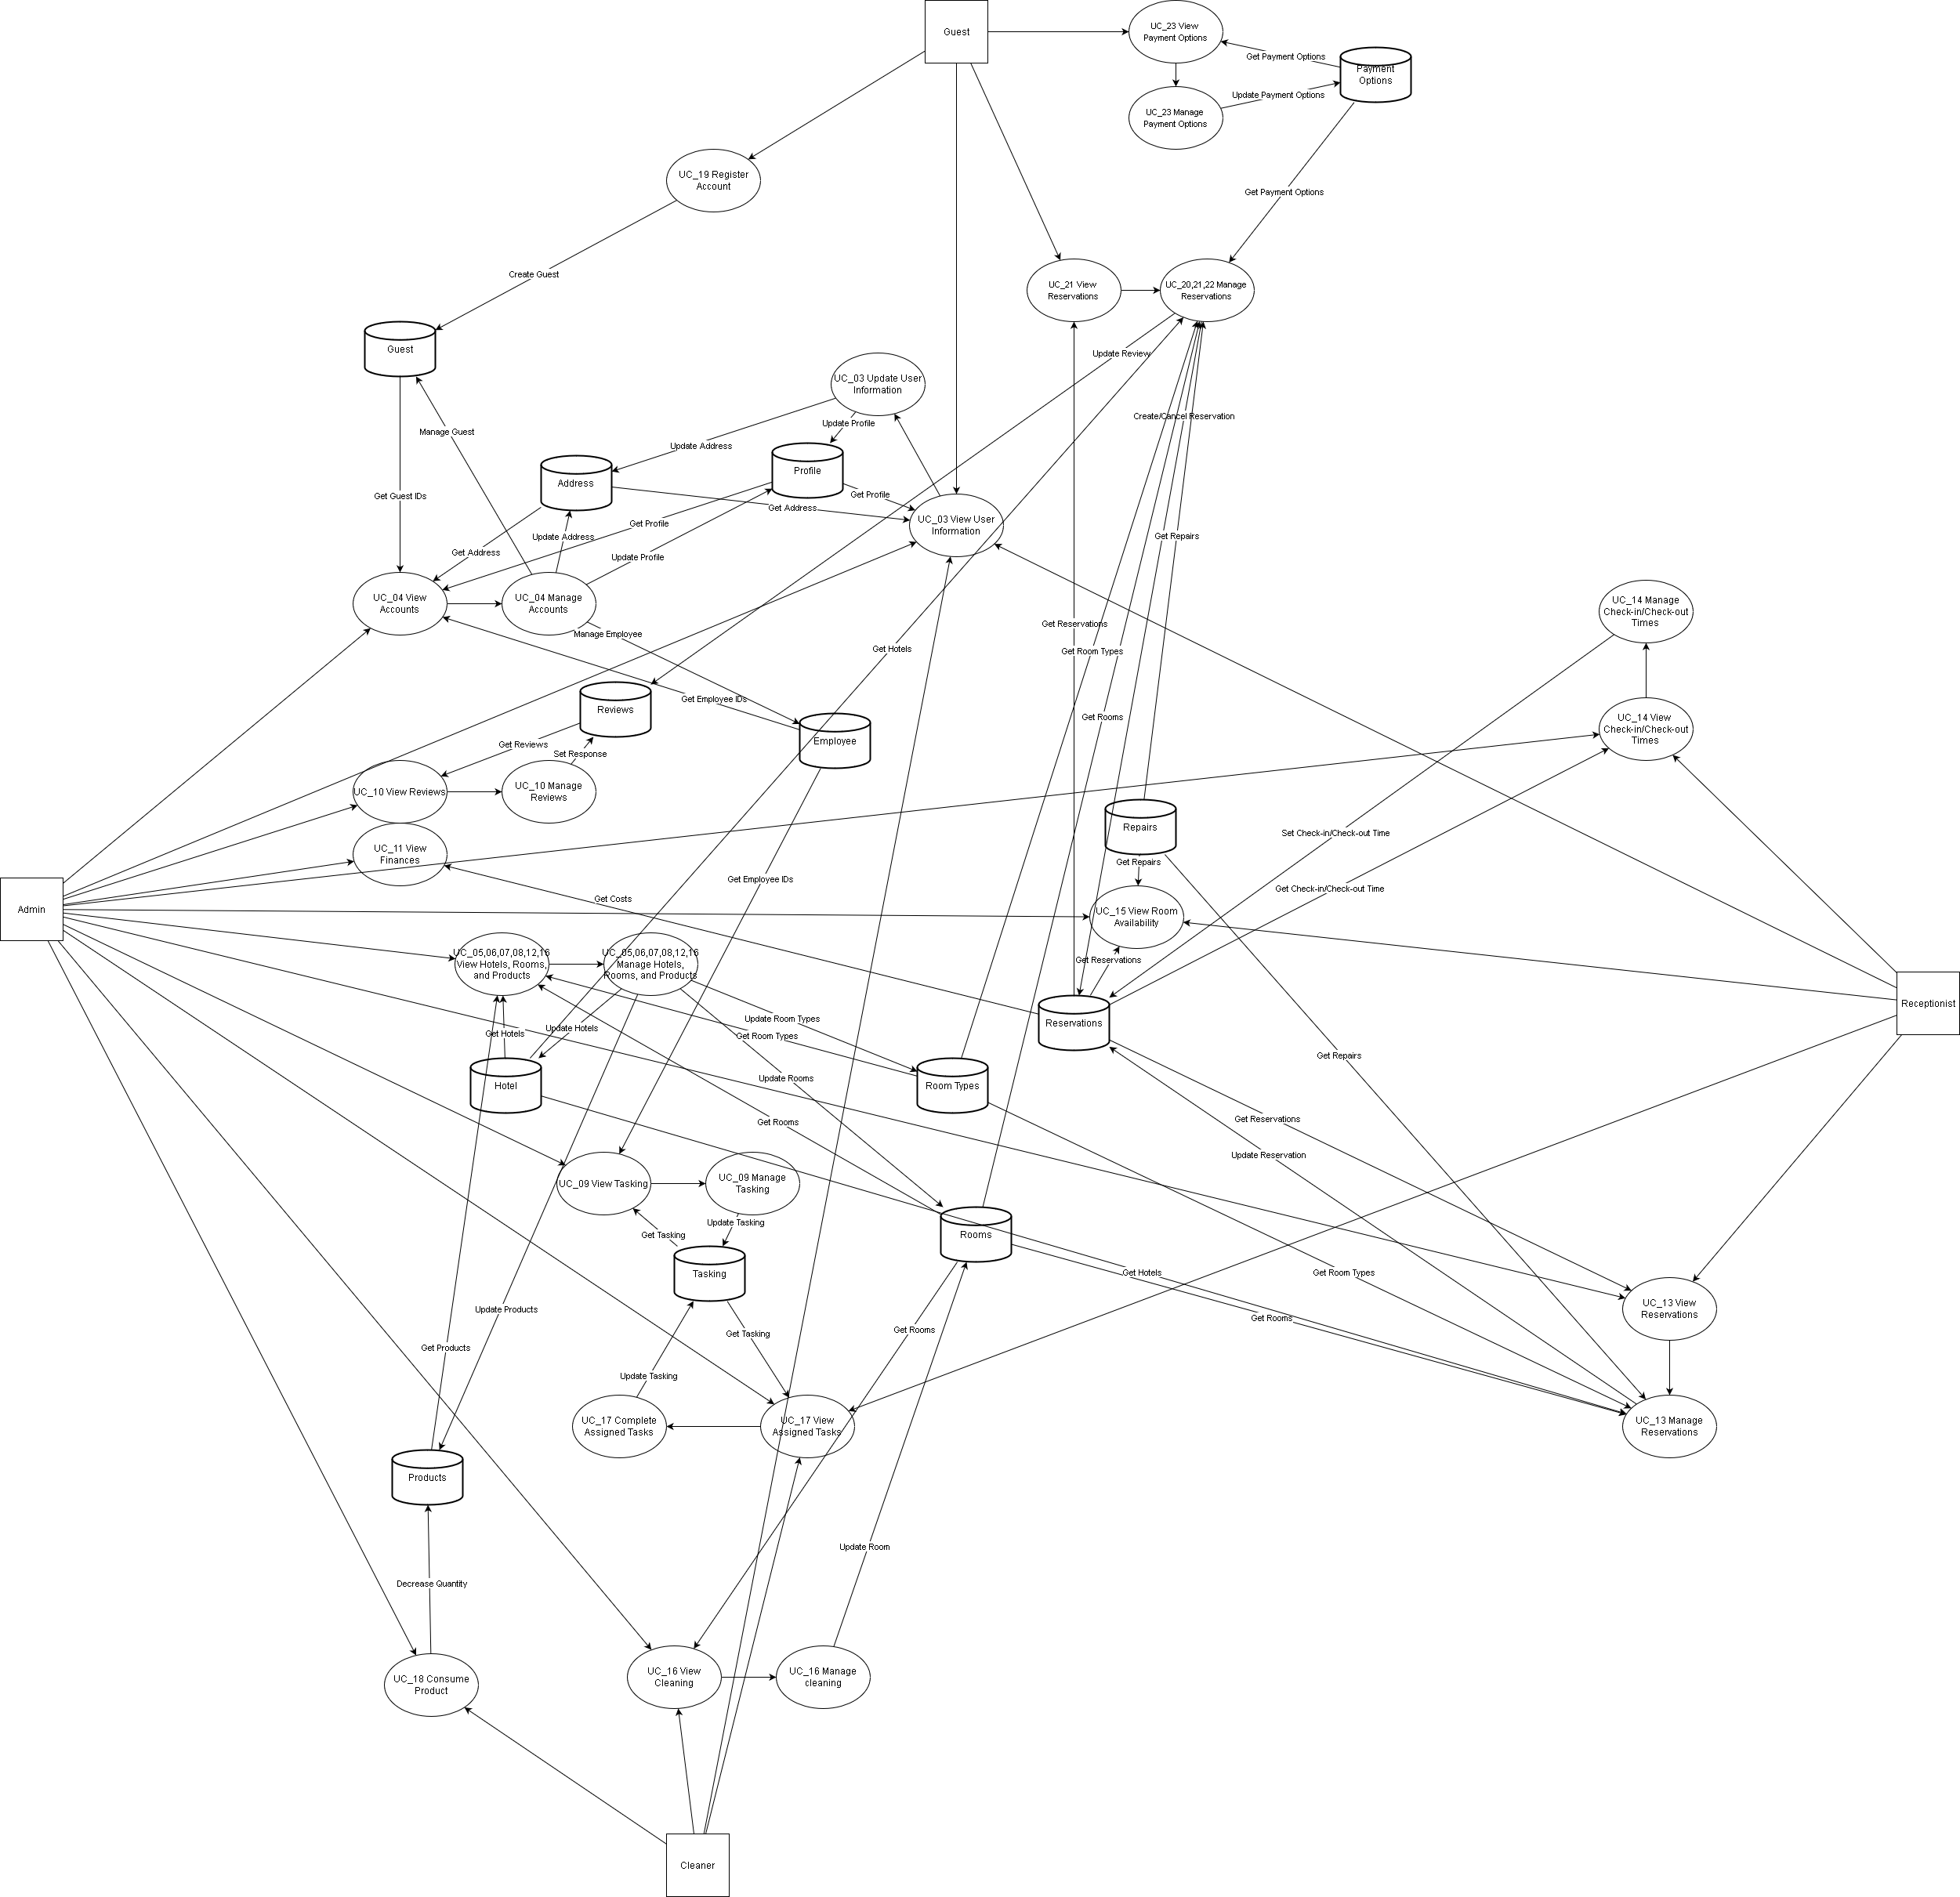 Guest
UC_23 View
Payment Options
Get Payment Options
Payment
Options
Update Payment Options
UC_23 Manage
Payment Options
UC_19 Register
Account
Get Payment Options
Create Guest
UC_21 View
Reservations
UC_20,21,22 Manage
Reservations
Guest
Update Review
UC_03 Update User
Information
Create/Cancel Reservation
Update Profile
Manage Guest
Update Address
Profile
Address
Get Profile
Get Guest IDs
Get Address
UC_03 View User
Information
Get Profile
Update Address
Get Repairs
Get Address
Update Profile
UC_04 View
Accounts
UC_04 Manage
Accounts
UC_14 Manage
Check-in/Check-out
Times
Get Reservations
Manage Employee
Get Hotels
Get Room Types
Get Employee IDs
Reviews
Get Rooms
UC_14 View
Check-in/Check-out
Times
Employee
Get Reviews
Set Response
UC_10 View Reviews
UC_10 Manage
Reviews
Repairs
Set Check-in/Check-out Time
UC_11 View
Finances
Get Repairs
Get Employee IDs
Get Check-in/Check-out Time
Get Costs
Admin
UC_15 View Room
Availability
UC_05,06,07,08,12,16
View Hotels, Rooms,
and Products
UC_05,06,07,08,12,16
Manage Hotels,
Rooms, and Products
Get Reservations
Receptionist
Update Room Types
Reservations
Get Hotels
Update Hotels
Get Room Types
Get Repairs
Update Rooms
Hotel
Room Types
Get Rooms
Get Reservations
Update Reservation
UC_09 View Tasking
UC_09 Manage
Tasking
Update Tasking
Get Tasking
Rooms
Tasking
Get Hotels
Get Room Types
Update Products
UC_13 View
Reservations
Get Rooms
Get Tasking
Get Rooms
Get Products
Update Tasking
UC_17 Complete
Assigned Tasks
UC_17 View
Assigned Tasks
UC_13 Manage
Reservations
Products
Update Room
Decrease Quantity
UC_18 Consume
Product
UC_16 View
Cleaning
UC_16 Manage
cleaning
Cleaner